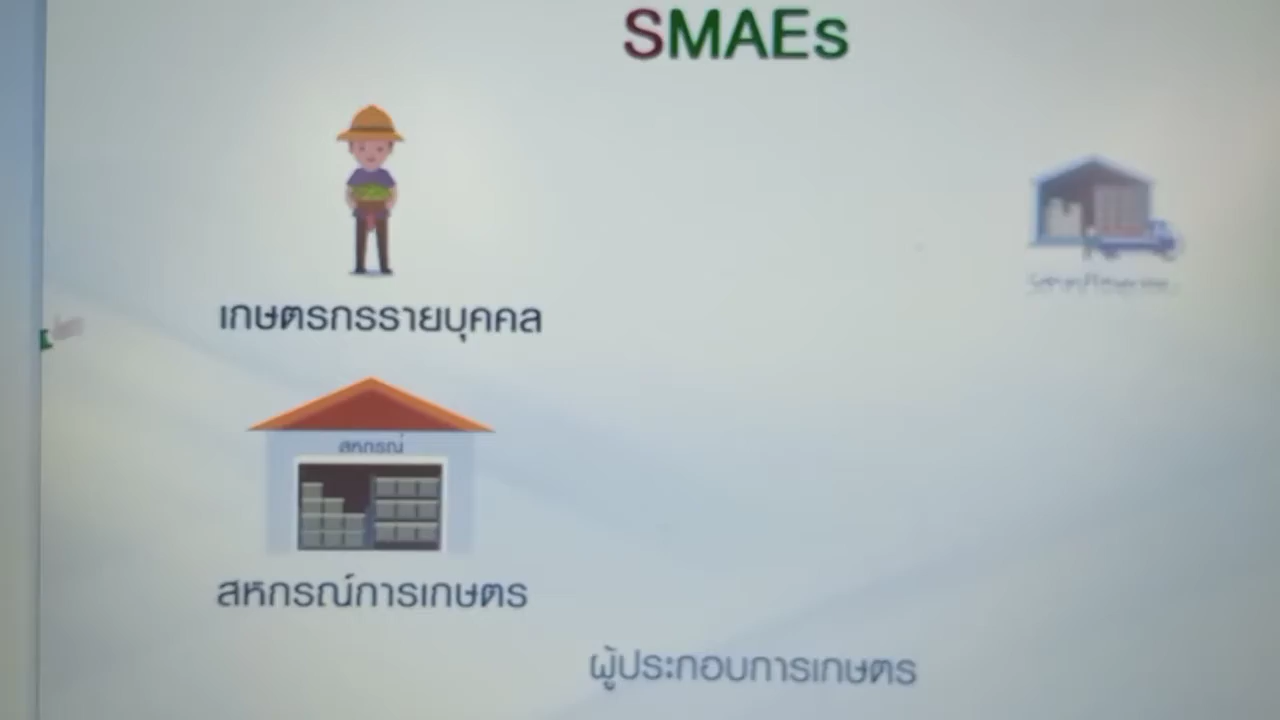 SMAEs
เกษตรกรรายบุคคล
สหกรณ์
สหกรณ์การเกษตร
ผู้ประกอบการเกษตร